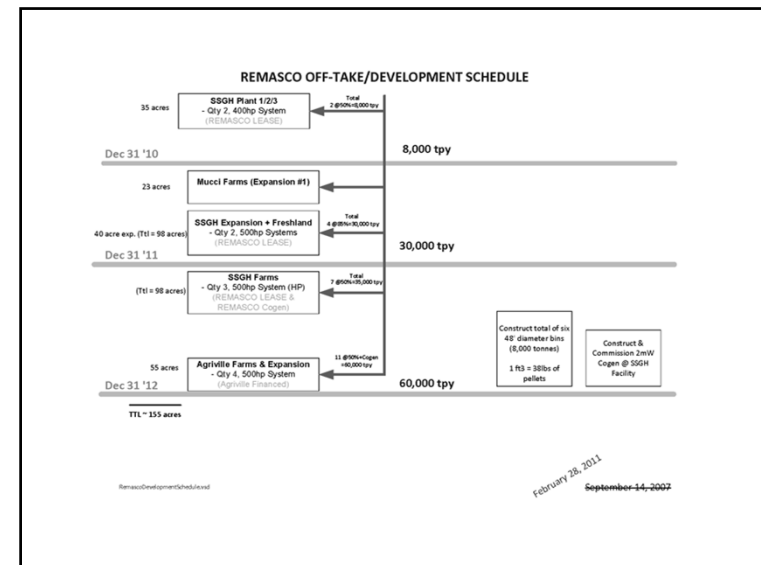 REMASCO OFF-TAKE/DEVELOPMENT SCHEDULE
35 acres
SSGH Plant 1/2/3
- Qty 2, 400hp System
(REMASCO LEASE)
Total
2 @50%=8,000 tpy
Dec 31 '10
8,000 tpy
23 acres
Mucci Farms (Expansion #1)
40 acre exp. (Ttl = 98 acres)
SSGH Expansion + Freshland
- Qty 2, 500hp Systems
(REMASCO LEASE)
Total
4 @85%=30,000 tpy
Dec 31 '11
30,000 tpy
(Ttl = 98 acres)
SSGH Farms
- Qty 3, 500hp System (HP)
(REMASCO LEASE &
REMASCO Cogen)
Total
7 @50%=35,000 tpy
55 acres
Agriville Farms & Expansion
- Qty 4, 500hp System
(Agriville Financed)
11 @50%+Cogen
=60,000 tpy
Construct total of six
48' diameter bins
(8,000 tonnes)
1 ft3 = 38lbs of
pellets
Construct &
Commission 2mW
Cogen @ SSGH
Facility
Dec 31 '12
60,000 tpy
TTL ~ 155 acres
RemascoDevelopmentSchedule.vsd
February 28, 2011
September 14, 2007